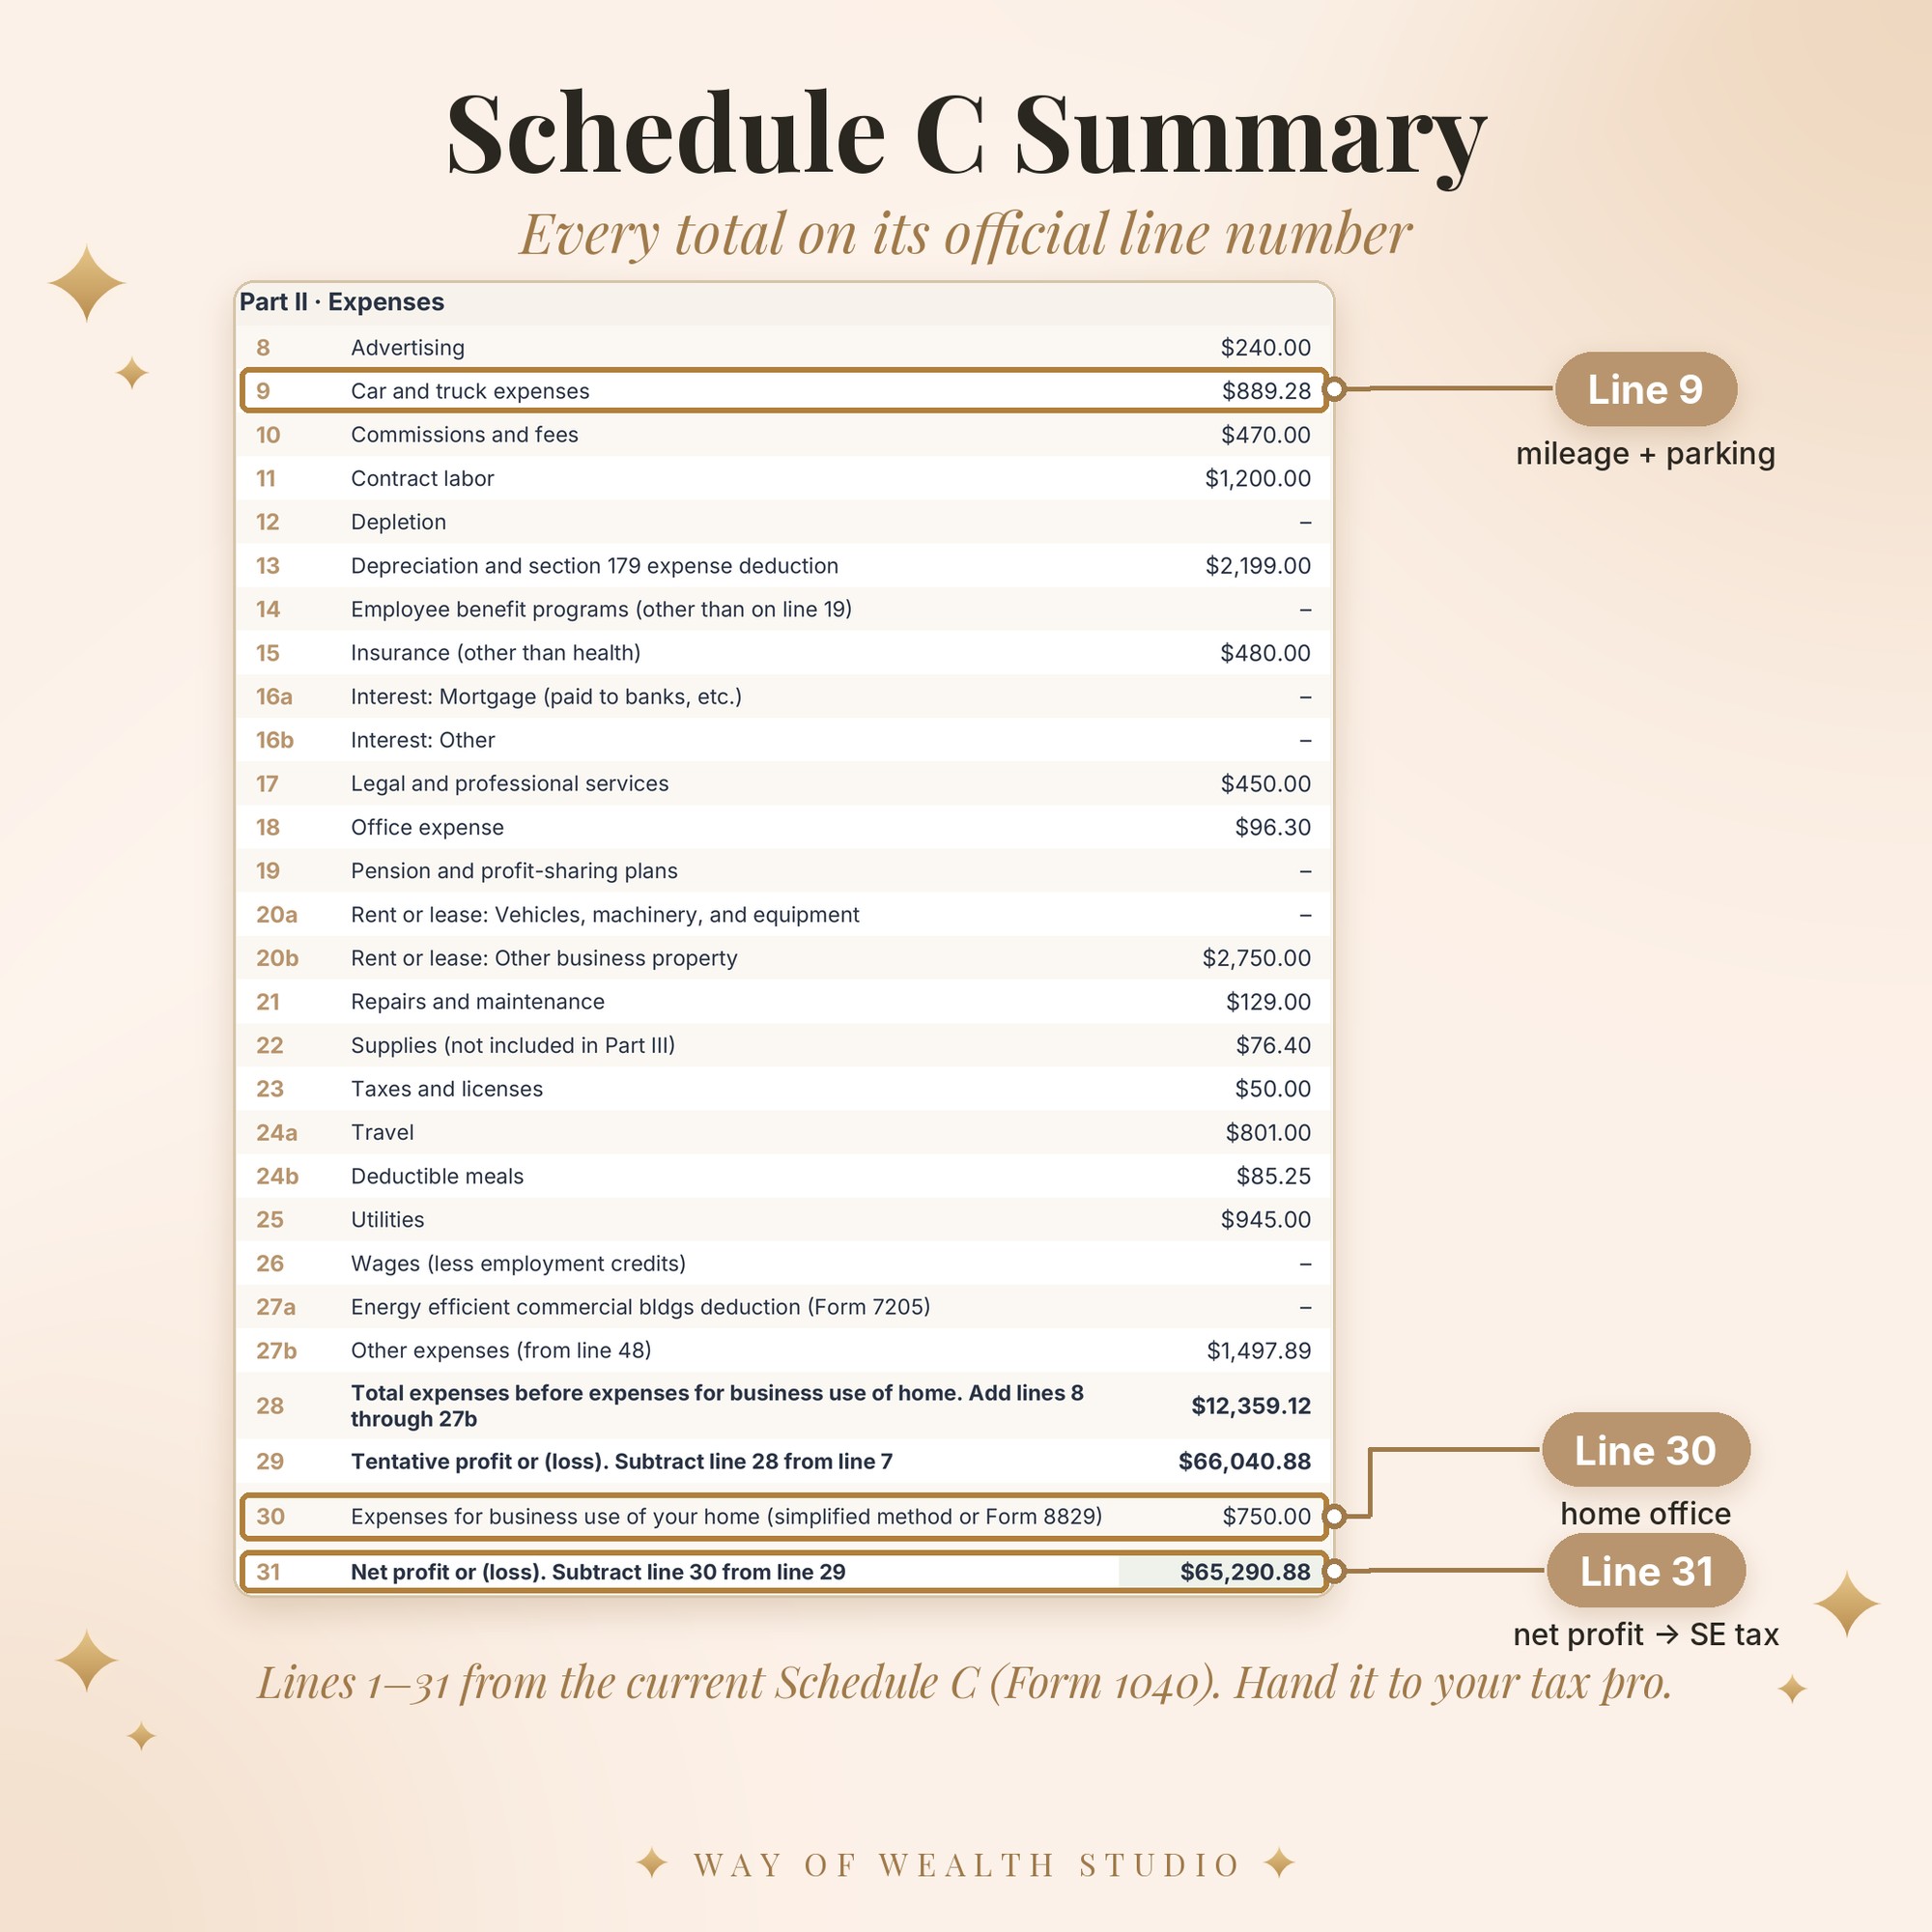 Schedule C Summary
Every total on its official line number
Part II · Expenses
8 Advertising $240.00
9 Car and truck expenses $889.28
Line 9
mileage + parking
10 Commissions and fees $470.00
11 Contract labor $1,200.00
12 Depletion –
13 Depreciation and section 179 expense deduction $2,199.00
14 Employee benefit programs (other than on line 19) –
15 Insurance (other than health) $480.00
16a Interest: Mortgage (paid to banks, etc.) –
16b Interest: Other –
17 Legal and professional services $450.00
18 Office expense $96.30
19 Pension and profit-sharing plans –
20a Rent or lease: Vehicles, machinery, and equipment –
20b Rent or lease: Other business property $2,750.00
21 Repairs and maintenance $129.00
22 Supplies (not included in Part III) $76.40
23 Taxes and licenses $50.00
24a Travel $801.00
24b Deductible meals $85.25
25 Utilities $945.00
26 Wages (less employment credits) –
27a Energy efficient commercial bldgs deduction (Form 7205) –
27b Other expenses (from line 48) $1,497.89
28 Total expenses before expenses for business use of home. Add lines 8
through 27b $12,359.12
29 Tentative profit or (loss). Subtract line 28 from line 7 $66,040.88
Line 30
home office
30 Expenses for business use of your home (simplified method or Form 8829) $750.00
31 Net profit or (loss). Subtract line 30 from line 29 $65,290.88
Line 31
net profit → SE tax
Lines 1–31 from the current Schedule C (Form 1040). Hand it to your tax pro.
WAY OF WEALTH STUDIO